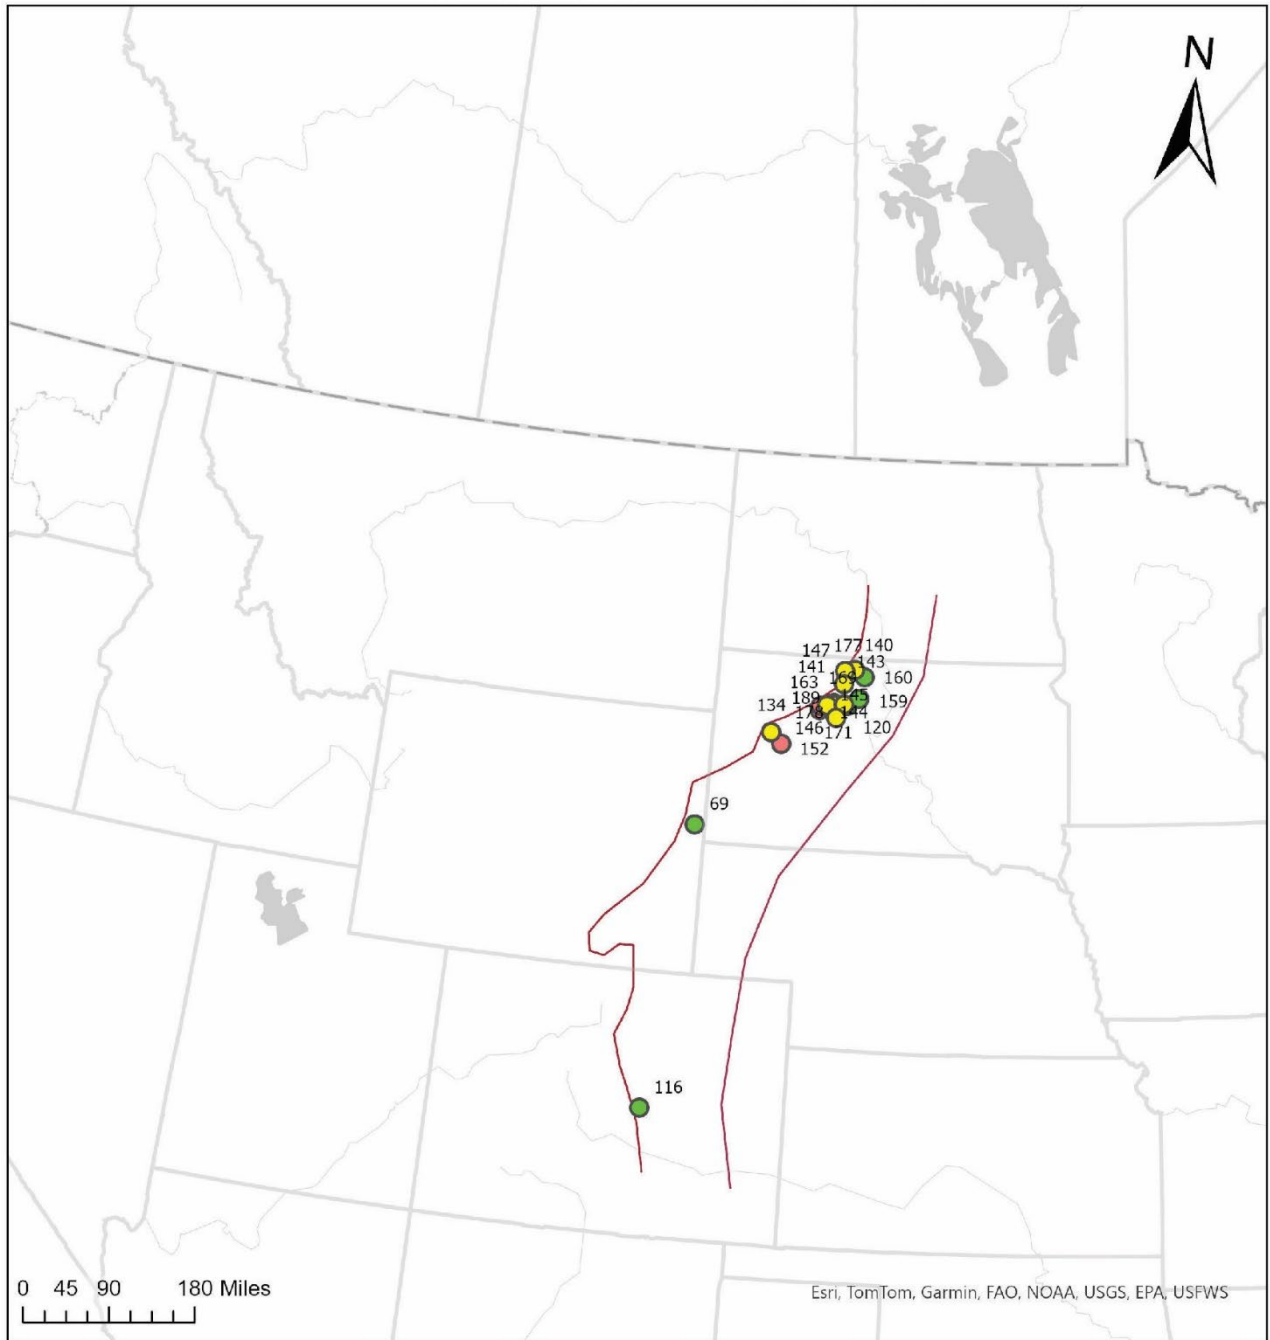 N
147 177 140
141 143
163 169 160
189 145 159
134 178 144 120
146 171
152
69
116
0 45 90 180 Miles
Esri, TomTom, Garmin, FAO, NOAA, USGS, EPA, USFWS